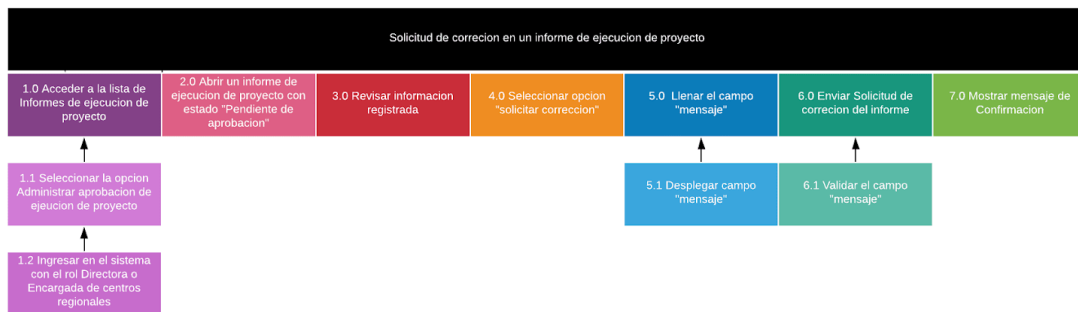 Solicitud de correcion en un informe de ejecucion de proyecto
1.0 Acceder a la lista de
Informes de ejecucion de
proyecto
2.0 Abrir un informe de
ejecucion de proyecto con
estado "Pendiente de
aprobacion"
3.0 Revisar informacion
registrada
4.0 Seleccionar opcion
"solicitar correccion"
5.0 Llenar el campo
"mensaje"
6.0 Enviar Solicitud de
correcion del informe
7.0 Mostrar mensaje de
Confirmacion
1.1 Seleccionar la opcion
Administrar aprobacion de
ejeucion de proyecto
5.1 Desplegar campo
"mensaje"
6.1 Validar el campo
"mensaje"
1.2 Ingresar en el sistema
con el rol Directora o
Encargada de centros
regionales